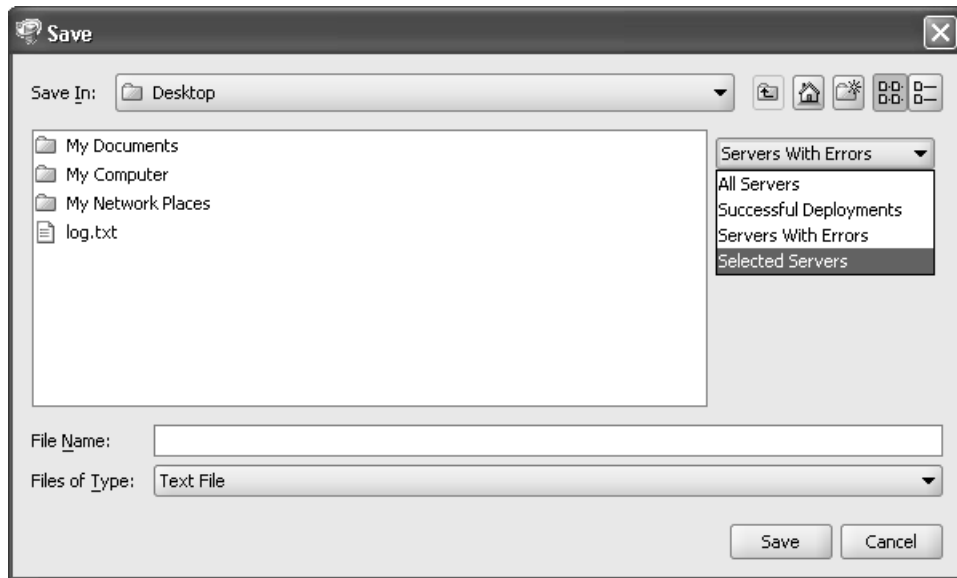 Save
Save In: Desktop
My Documents
My Computer
My Network Places
log.txt
Servers With Errors
All Servers
Successful Deployments
Servers With Errors
Selected Servers
File Name:
Files of Type: Text File
Save Cancel